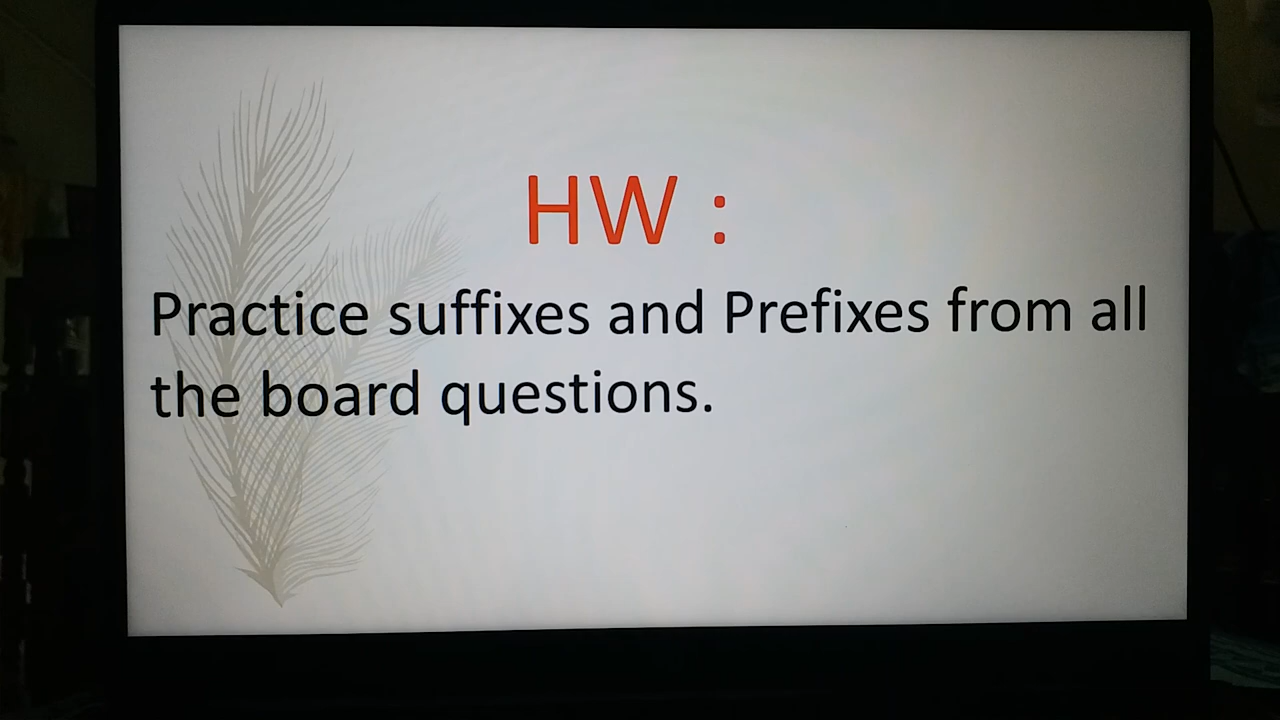 HW :
Practice suffixes and Prefixes from all
the board questions.